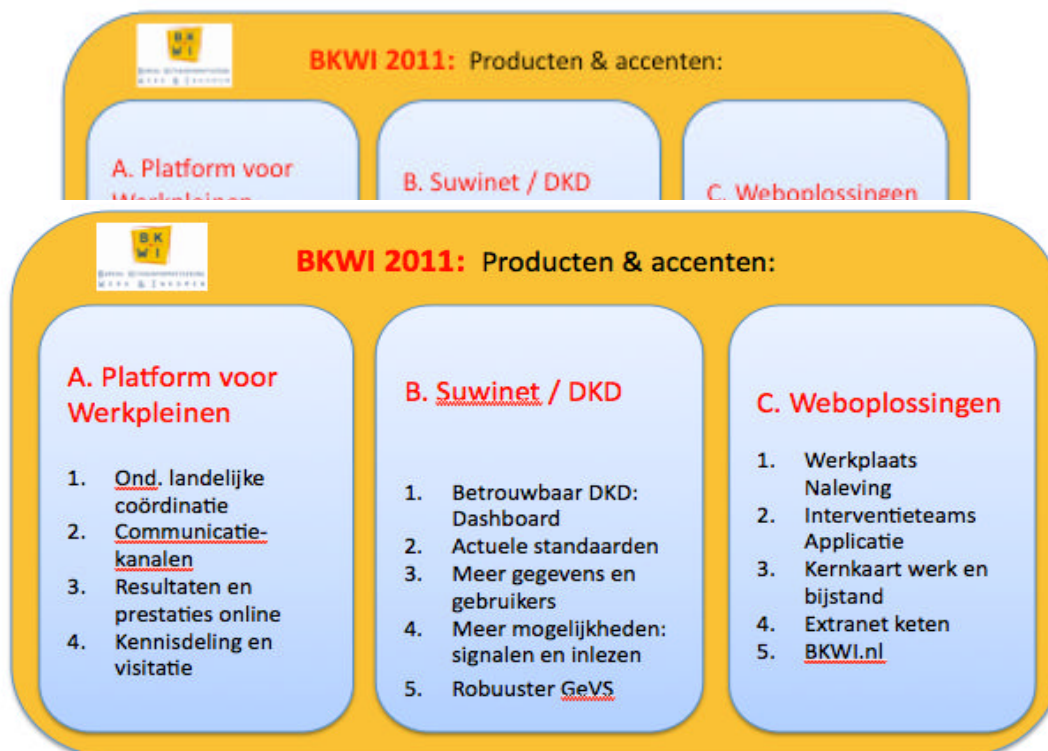 BKWI 2011: Producten & accenten:
A. Platform voor
Werkpleinen
B. Suwinet / DKD
C. Weboplossingen
B K
W I
BKWI 2011: Producten & accenten:
A. Platform voor
Werkpleinen
1. Ond. landelijke
coördinatie
2. Communicatie-
kanalen
3. Resultaten en
prestaties online
4. Kennisdeling en
visitatie
B. Suwinet / DKD
1. Betrouwbaar DKD:
Dashboard
2. Actuele standaarden
3. Meer gegevens en
gebruikers
4. Meer mogelijkheden:
signalen en inlezen
5. Robuuster GeVS
C. Weboplossingen
1. Werkplaats
Naleving
2. Interventieteams
Applicatie
3. Kernkaart werk en
bijstand
4. Extranet keten
5. BKWI.nl